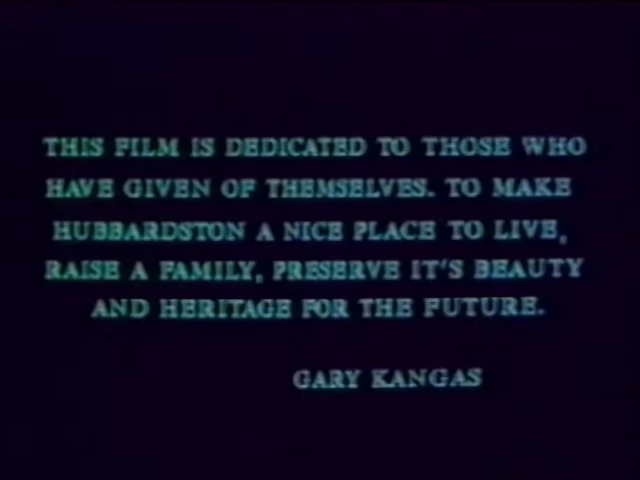 THIS FILM IS DEDICATED TO THOSE WHO
HAVE GIVEN OF THEMSELVES. TO MAKE
HUBBARDSTON A NICE PLACE TO LIVE,
RAISE A FAMILY, PRESERVE IT'S BEAUTY
AND HERITAGE FOR THE FUTURE.
GARY KANGAS